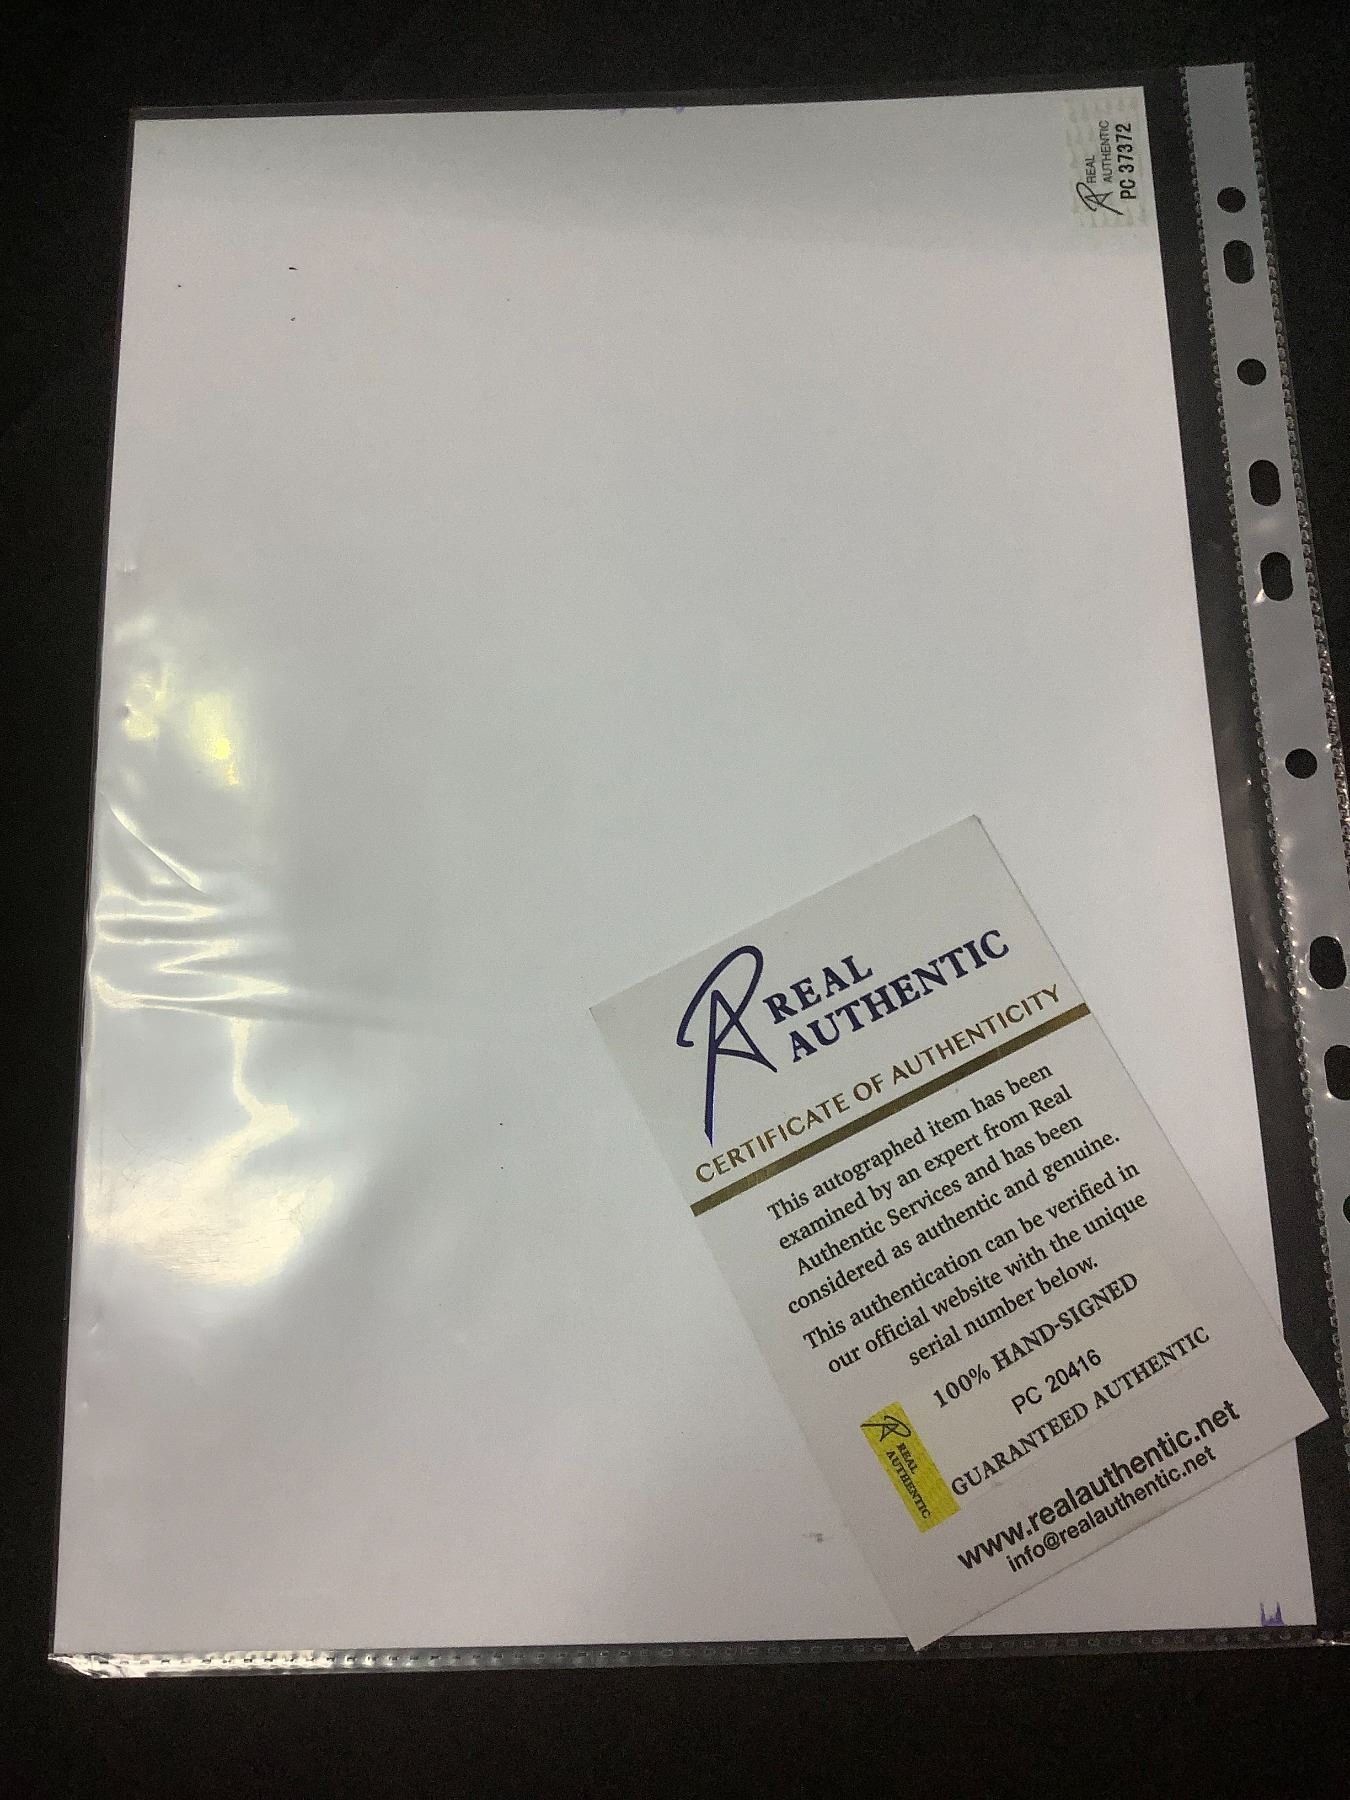 REAL
AUTHENTIC
PC 37372
REAL
AUTHENTIC
CERTIFICATE OF AUTHENTICITY
This autographed item has been
examined by an expert from Real
Authentic Services and has been
considered as authentic and genuine.
This authentication can be verified in
our official website with the unique
serial number below.
100% HAND-SIGNED
PC 20416
GUARANTEED AUTHENTIC
REAL
AUTHENTIC
www.realauthentic.net
info@realauthentic.net